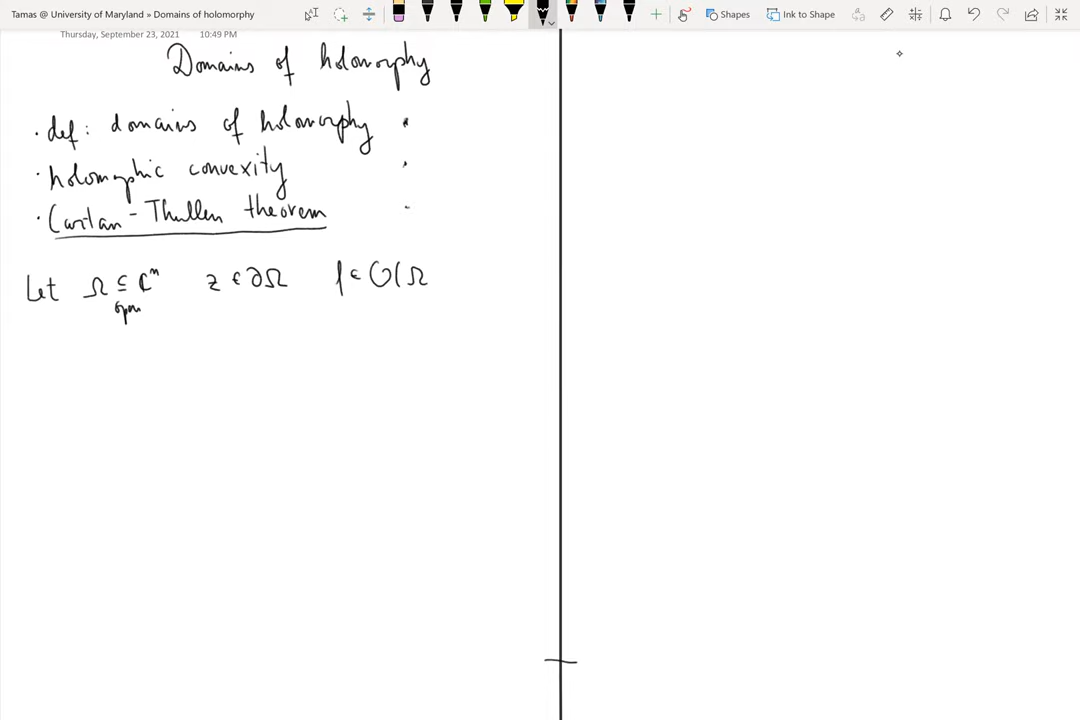 Tamas @ University of Maryland » Domains of holomorphy
Shapes
Ink to Shape
Thursday, September 23, 2021 10:49 PM
Domains of holomorphy
· def: domains of holomorphy
· holomorphic convexity
· Cartan - Thullen theorem
Let Ω ⊆ ℂⁿ z ∈ ∂Ω f ∈ O(Ω
open